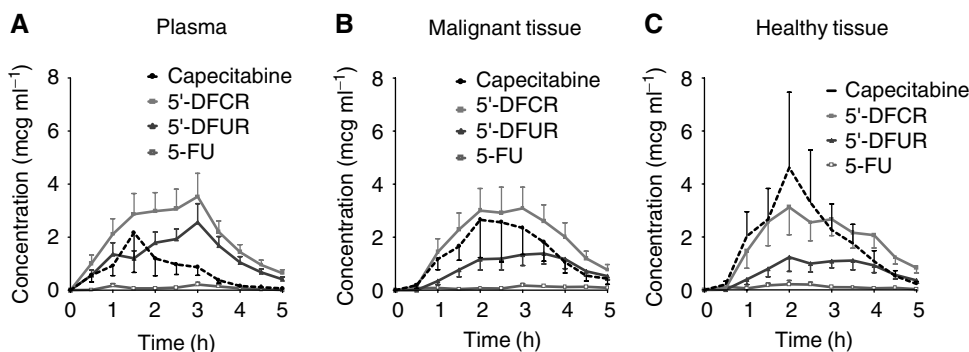 A Plasma
Concentration (mcg ml⁻¹)
8
6
4
2
0
Capecitabine
5'-DFCR
5'-DFUR
5-FU
0 1 2 3 4 5
Time (h)
B Malignant tissue
Concentration (mcg ml⁻¹)
8
6
4
2
0
Capecitabine
5'-DFCR
5'-DFUR
5-FU
0 1 2 3 4 5
Time (h)
C Healthy tissue
Concentration (mcg ml⁻¹)
8
6
4
2
0
Capecitabine
5'-DFCR
5'-DFUR
5-FU
0 1 2 3 4 5
Time (h)